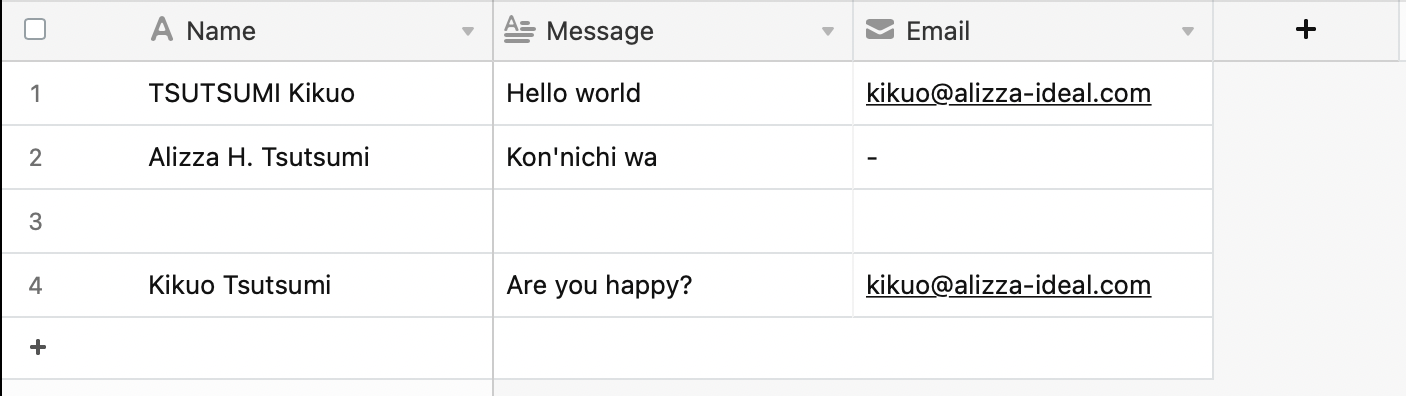 Name Message Email
1 TSUTSUMI Kikuo Hello world kikuo@alizza-ideal.com
2 Alizza H. Tsutsumi Kon'nichi wa -
3
4 Kikuo Tsutsumi Are you happy? kikuo@alizza-ideal.com
+